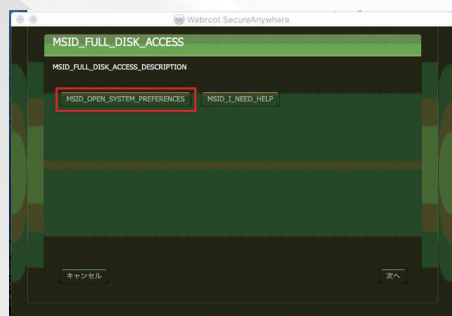 Webroot SecureAnywhere
MSID_FULL_DISK_ACCESS
MSID_FULL_DISK_ACCESS_DESCRIPTION
MSID_OPEN_SYSTEM_PREFERENCES MSID_I_NEED_HELP
キャンセル 次へ